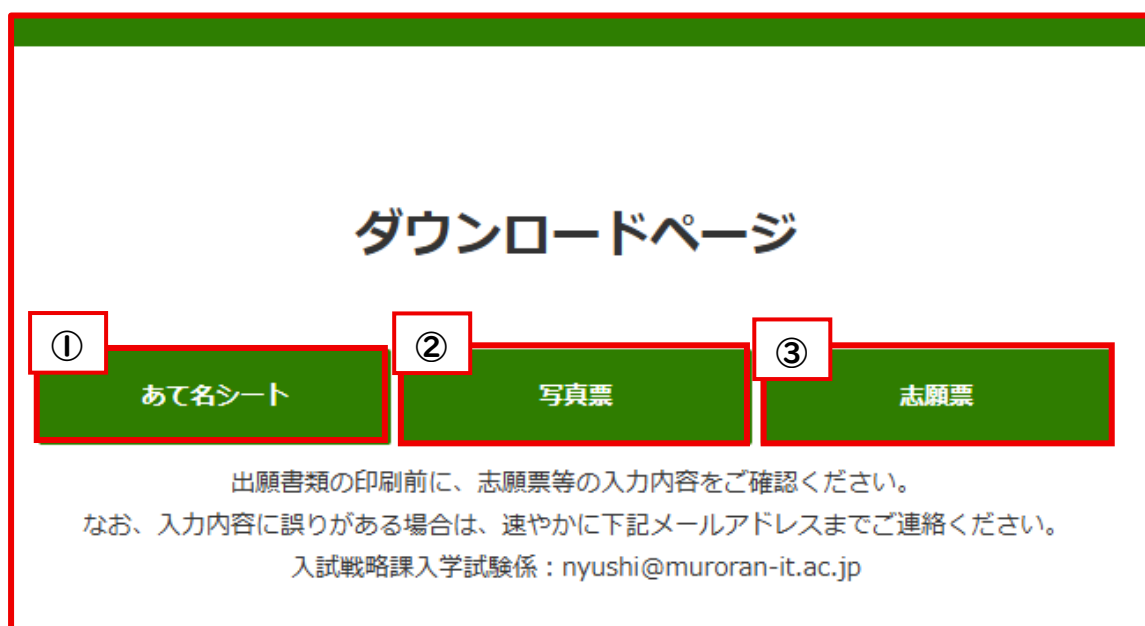 ダウンロードページ
① ② ③
あて名シート 写真票 志願票
出願書類の印刷前に、志願票等の入力内容をご確認ください。
なお、入力内容に誤りがある場合は、速やかに下記メールアドレスまでご連絡ください。
入試戦略課入学試験係：nyushi@muroran-it.ac.jp